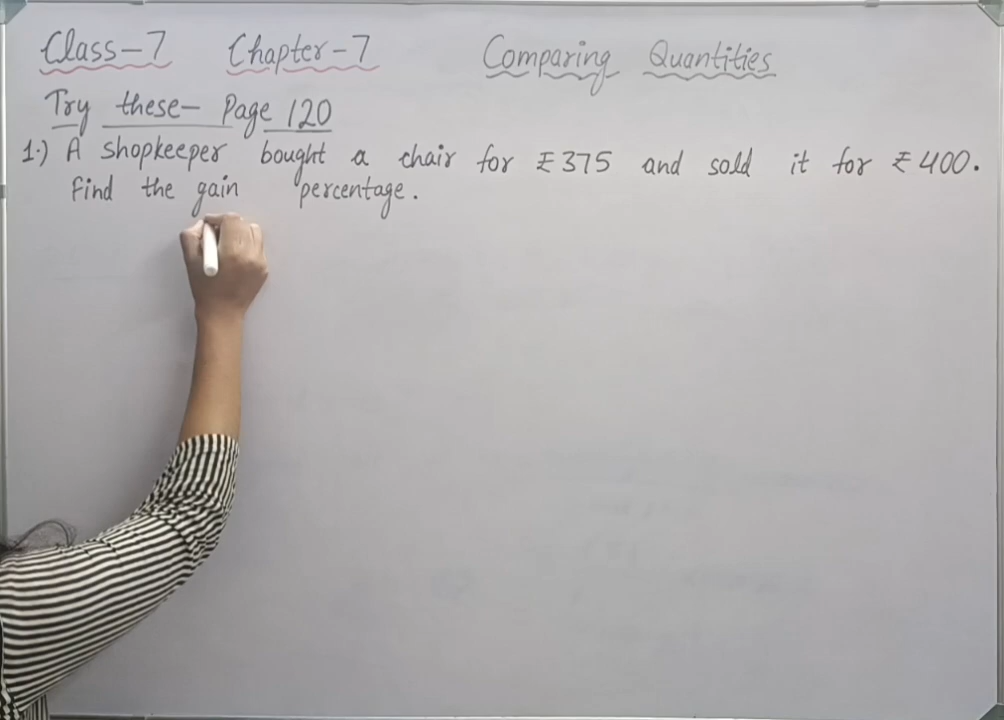 Class-7 Chapter-7 Comparing Quantities
Try these- Page 120
1.) A shopkeeper bought a chair for ₹375 and sold it for ₹400.
Find the gain percentage.